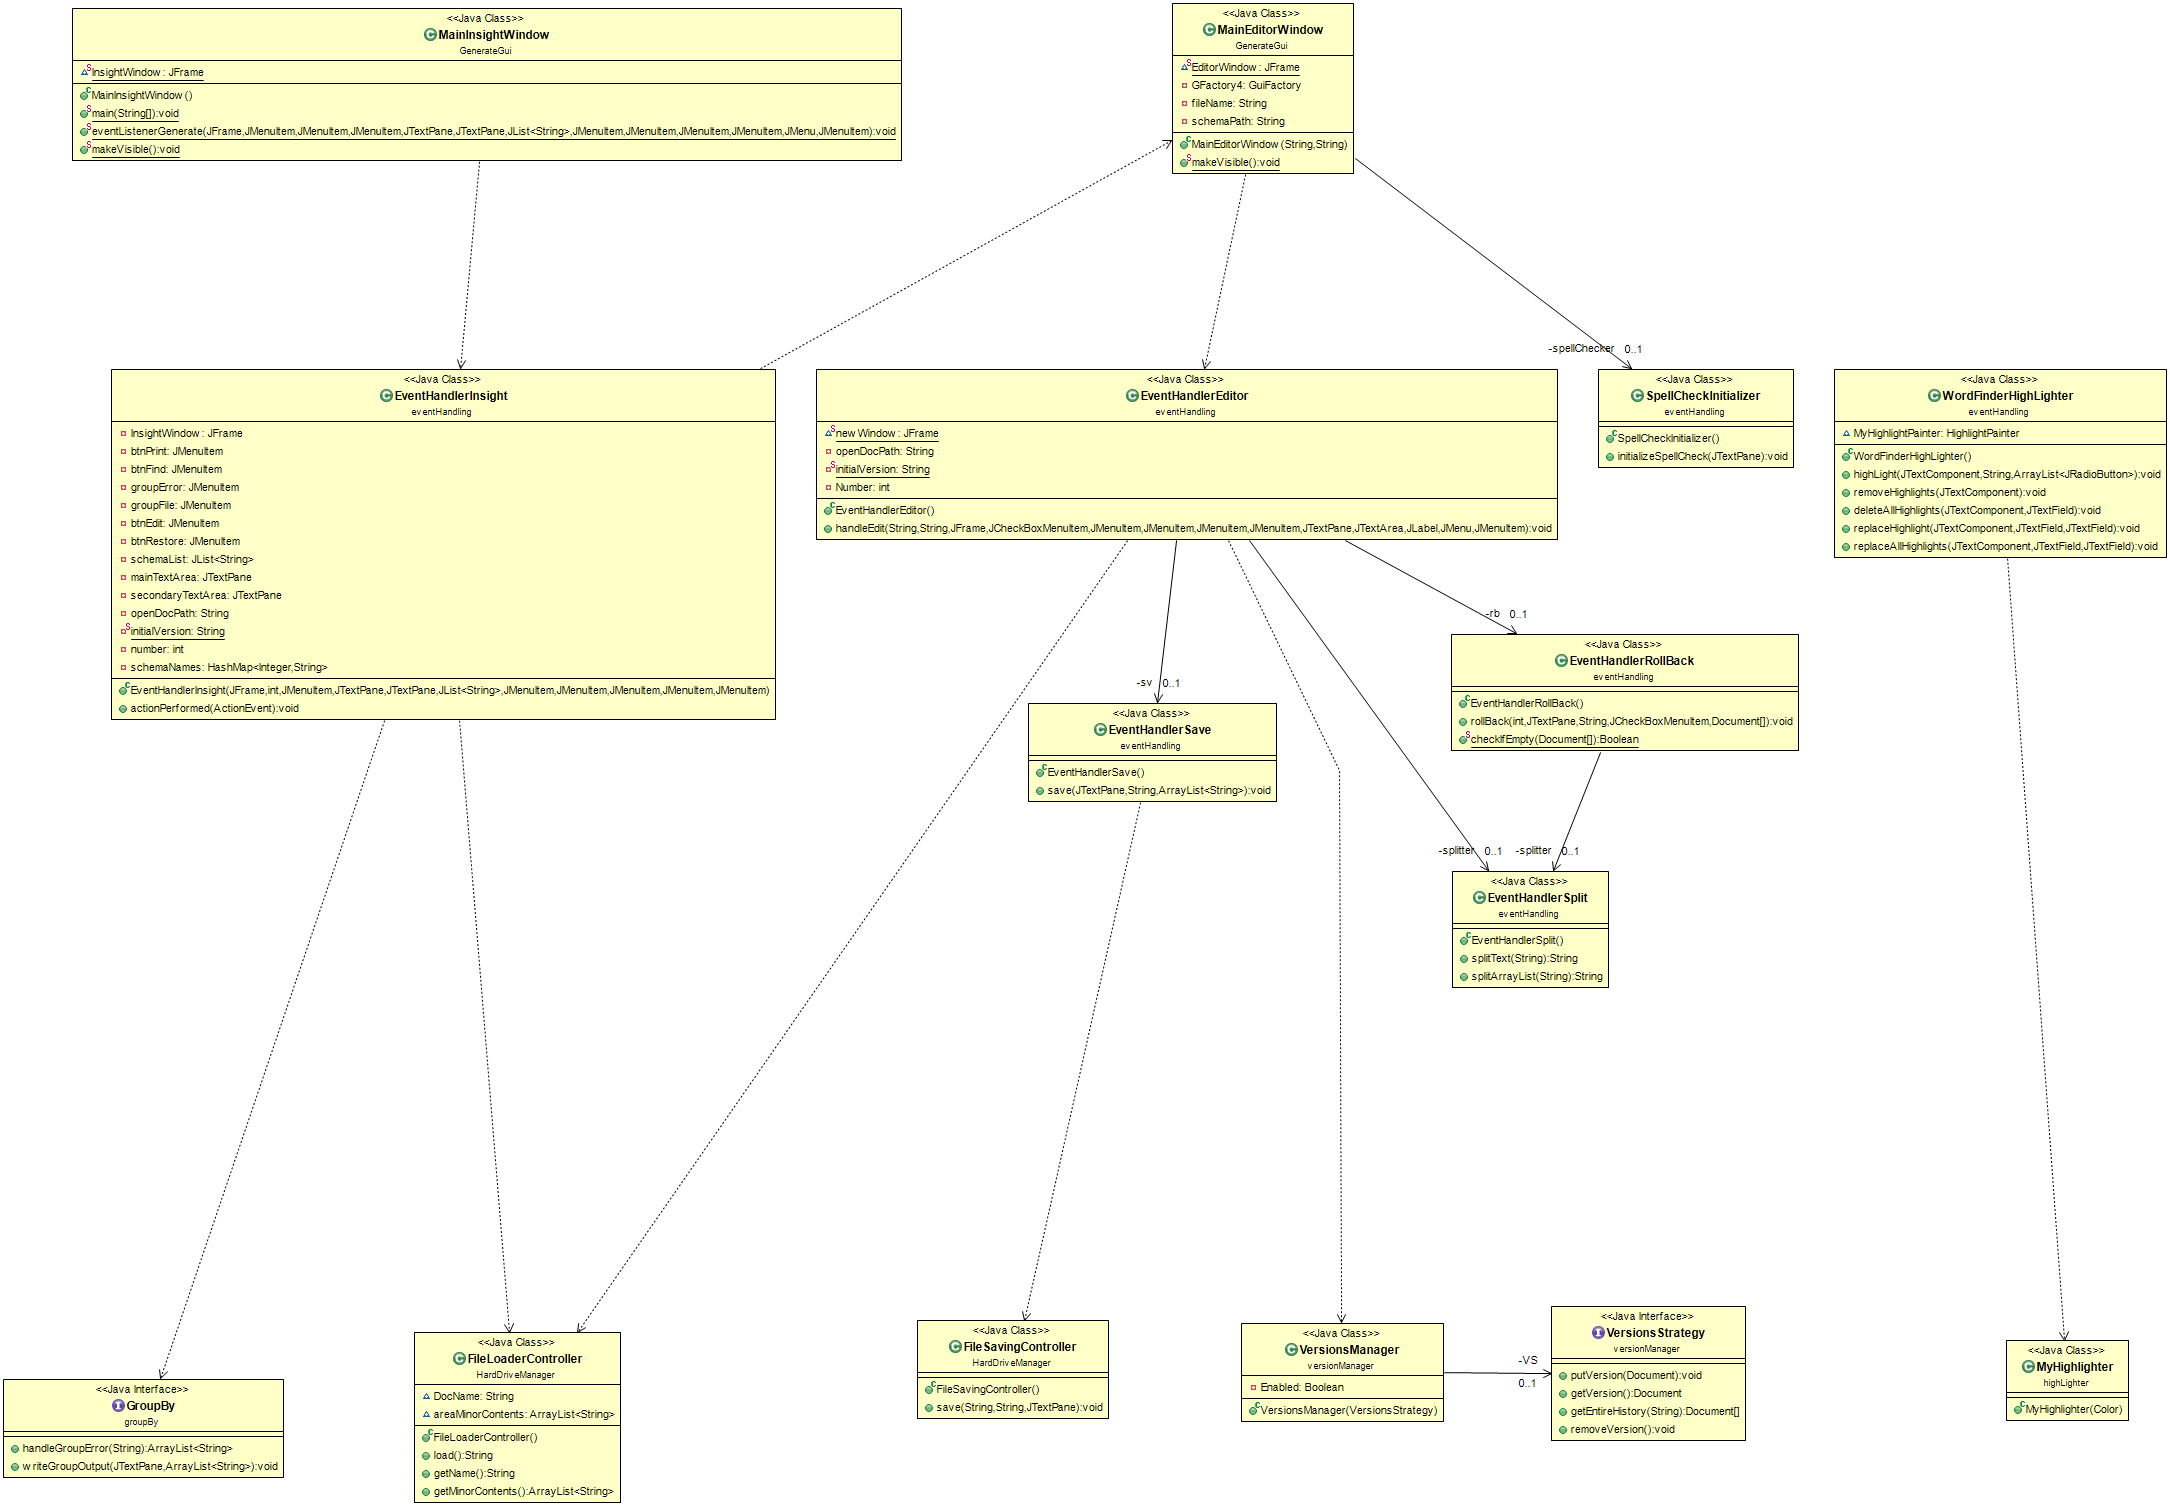 <<Java Class>>
MainInsightWindow
GenerateGui
InsightWindow : JFrame
MainInsightWindow ()
main(String[]):void
eventListenerGenerate(JFrame,JMenuItem,JMenuItem,JMenuItem,JTextPane,JTextPane,JList<String>,JMenuItem,JMenuItem,JMenuItem,JMenuItem,JMenu,JMenuItem):void
makeVisible():void
<<Java Class>>
MainEditorWindow
GenerateGui
EditorWindow : JFrame
GFactory4: GuiFactory
fileName: String
schemaPath: String
MainEditorWindow (String,String)
makeVisible():void
-spellChecker 0..1
<<Java Class>>
EventHandlerInsight
eventHandling
InsightWindow : JFrame
btnPrint: JMenuItem
btnFind: JMenuItem
groupError: JMenuItem
groupFile: JMenuItem
btnEdit: JMenuItem
btnRestore: JMenuItem
schemaList: JList<String>
mainTextArea: JTextPane
secondaryTextArea: JTextPane
openDocPath: String
initialVersion: String
number: int
schemaNames: HashMap<Integer,String>
EventHandlerInsight(JFrame,int,JMenuItem,JTextPane,JTextPane,JList<String>,JMenuItem,JMenuItem,JMenuItem,JMenuItem,JMenuItem)
actionPerformed(ActionEvent):void
<<Java Class>>
EventHandlerEditor
eventHandling
new Window : JFrame
openDocPath: String
initialVersion: String
Number: int
EventHandlerEditor()
handleEdit(String,String,JFrame,JCheckBoxMenuItem,JMenuItem,JMenuItem,JMenuItem,JMenuItem,JTextPane,JTextArea,JLabel,JMenu,JMenuItem):void
<<Java Class>>
SpellCheckInitializer
eventHandling
SpellCheckInitializer()
initializeSpellCheck(JTextPane):void
<<Java Class>>
WordFinderHighLighter
eventHandling
MyHighlightPainter: HighlightPainter
WordFinderHighLighter()
highLight(JTextComponent,String,ArrayList<JRadioButton>):void
removeHighlights(JTextComponent):void
deleteAllHighlights(JTextComponent,JTextField):void
replaceHighlight(JTextComponent,JTextField,JTextField):void
replaceAllHighlights(JTextComponent,JTextField,JTextField):void
-rb 0..1
<<Java Class>>
EventHandlerRollBack
eventHandling
EventHandlerRollBack()
rollBack(int,JTextPane,String,JCheckBoxMenuItem,Document[]):void
checkIfEmpty(Document[]):Boolean
-sv 0..1
<<Java Class>>
EventHandlerSave
eventHandling
EventHandlerSave()
save(JTextPane,String,ArrayList<String>):void
-splitter 0..1
-splitter 0..1
<<Java Class>>
EventHandlerSplit
eventHandling
EventHandlerSplit()
splitText(String):String
splitArrayList(String):String
<<Java Interface>>
GroupBy
groupBy
handleGroupError(String):ArrayList<String>
writeGroupOutput(JTextPane,ArrayList<String>):void
<<Java Class>>
FileLoaderController
HardDriveManager
DocName: String
areaMinorContents: ArrayList<String>
FileLoaderController()
load():String
getName():String
getMinorContents():ArrayList<String>
<<Java Class>>
FileSavingController
HardDriveManager
FileSavingController()
save(String,String,JTextPane):void
<<Java Class>>
VersionsManager
versionManager
Enabled: Boolean
VersionsManager(VersionsStrategy)
-VS
0..1
<<Java Interface>>
VersionsStrategy
versionManager
putVersion(Document):void
getVersion():Document
getEntireHistory(String):Document[]
removeVersion():void
<<Java Class>>
MyHighlighter
highLighter
MyHighlighter(Color)